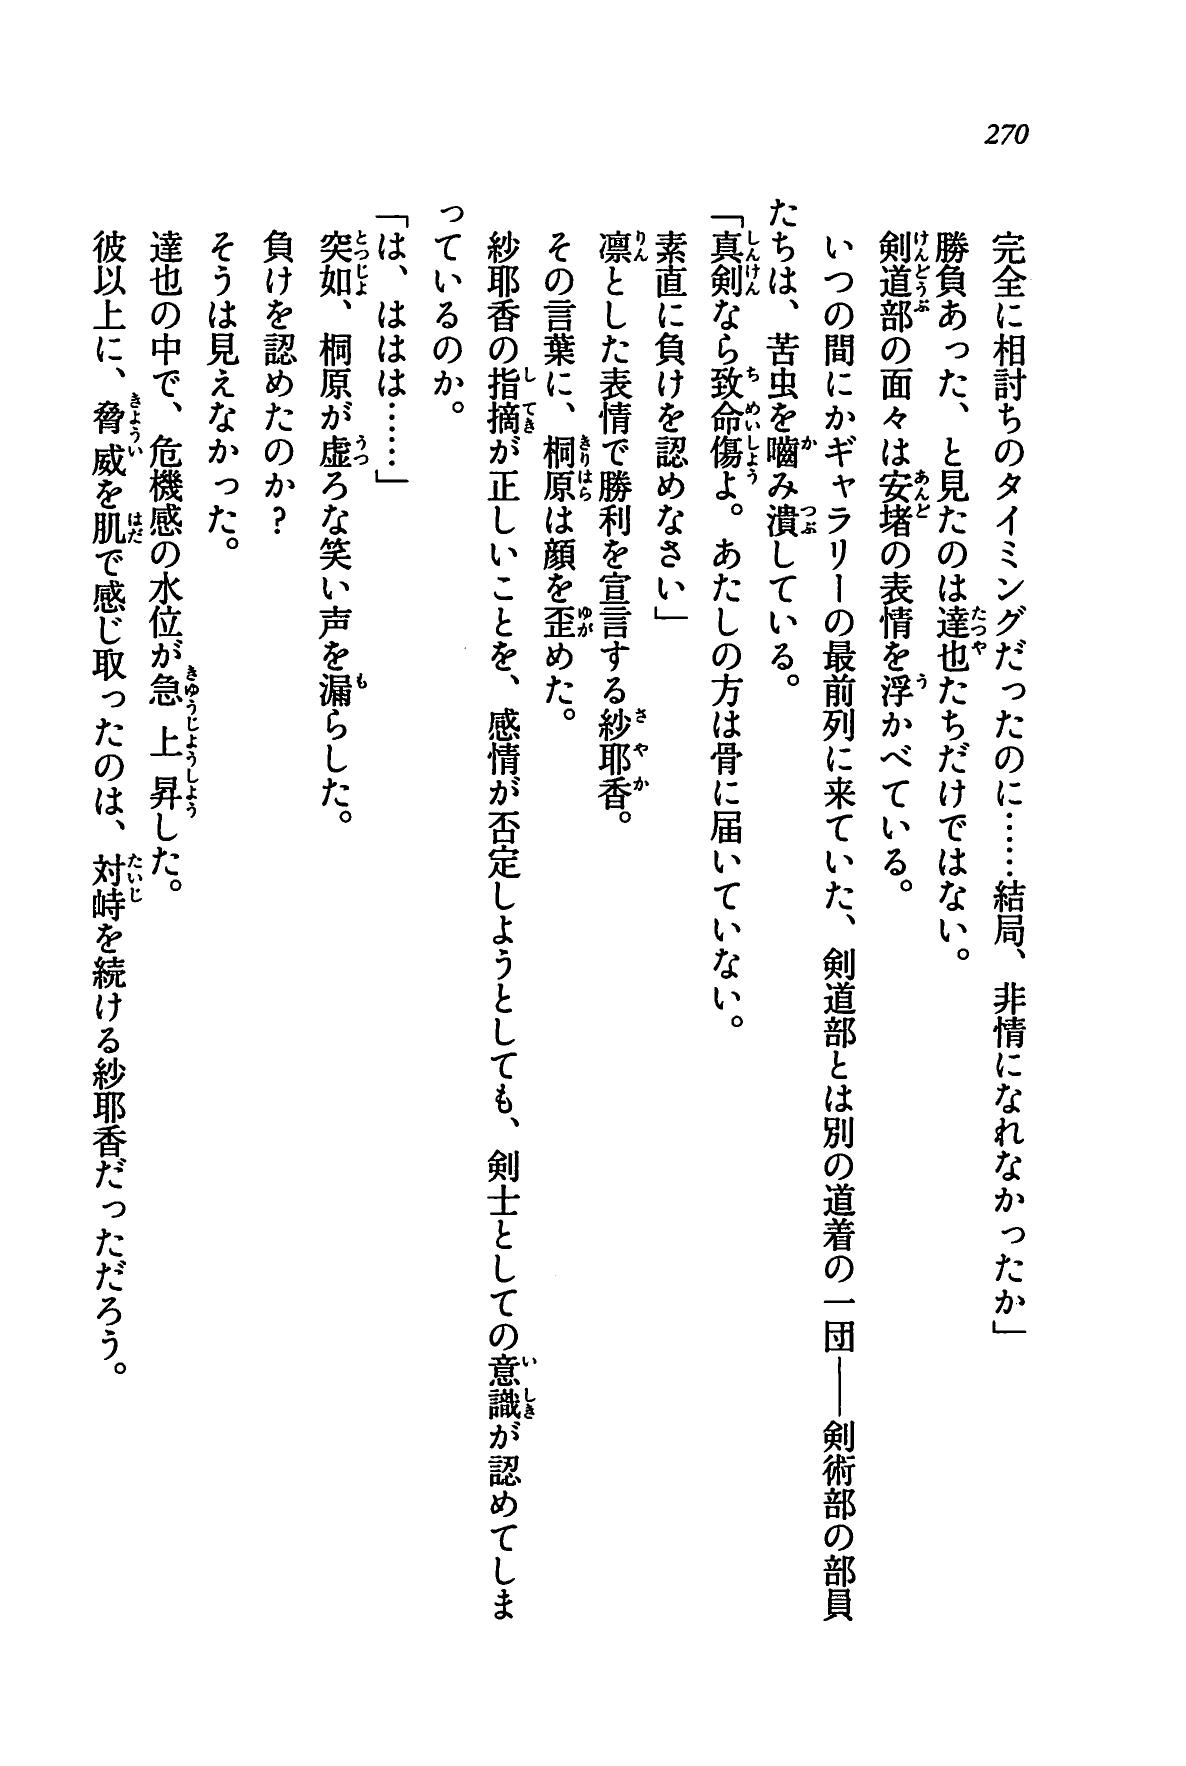 270
完全に相討ちのタイミングだったのに……結局、非情になれなかったか」
勝負あった、と見たのは達也たちだけではない。
剣道部の面々は安堵の表情を浮かべている。
いつの間にかギャラリーの最前列に来ていた、剣道部とは別の道着の一団――剣術部の部員
たちは、苦虫を嚙み潰している。
「真剣なら致命傷よ。あたしの方は骨に届いていない。
素直に負けを認めなさい」
凛とした表情で勝利を宣言する紗耶香。
その言葉に、桐原は顔を歪めた。
紗耶香の指摘が正しいことを、感情が否定しようとしても、剣士としての意識が認めてしま
っているのか。
「は、ははは……」
突如、桐原が虚ろな笑い声を漏らした。
負けを認めたのか?
そうは見えなかった。
達也の中で、危機感の水位が急上昇した。
彼以上に、脅威を肌で感じ取ったのは、対峙を続ける紗耶香だっただろう。